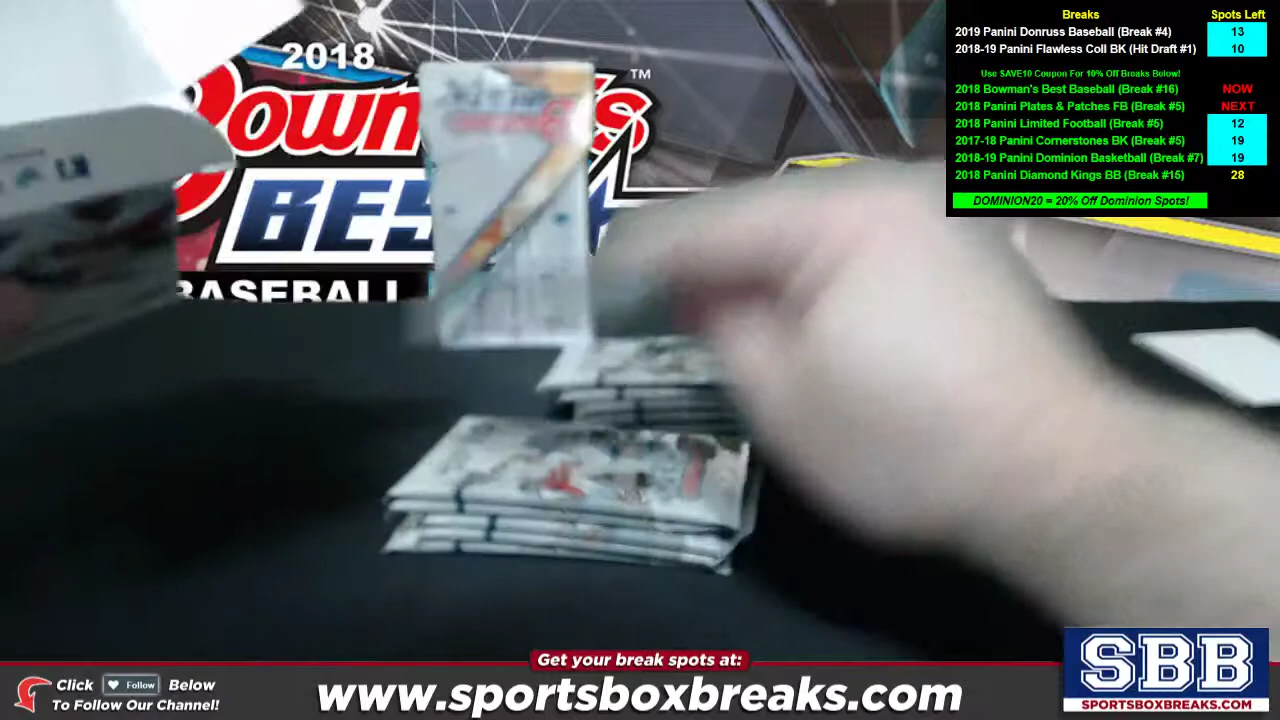 Breaks Spots Left
2019 Panini Donruss Baseball (Break #4) 13
2018-19 Panini Flawless Coll BK (Hit Draft #1) 10
Use SAVE10 Coupon For 10% Off Breaks Below!
2018 Bowman's Best Baseball (Break #16) NOW
2018 Panini Plates & Patches FB (Break #5) NEXT
2018 Panini Limited Football (Break #5) 12
2017-18 Panini Cornerstones BK (Break #5) 19
2018-19 Panini Dominion Basketball (Break #7) 19
2018 Panini Diamond Kings BB (Break #15) 28
DOMINION20 = 20% Off Dominion Spots!
2018
Bowm 's TM
BES
BASEBALL
Get your break spots at:
Click Follow Below
To Follow Our Channel!
www.sportsboxbreaks.com
SBB
SPORTSBOXBREAKS.COM